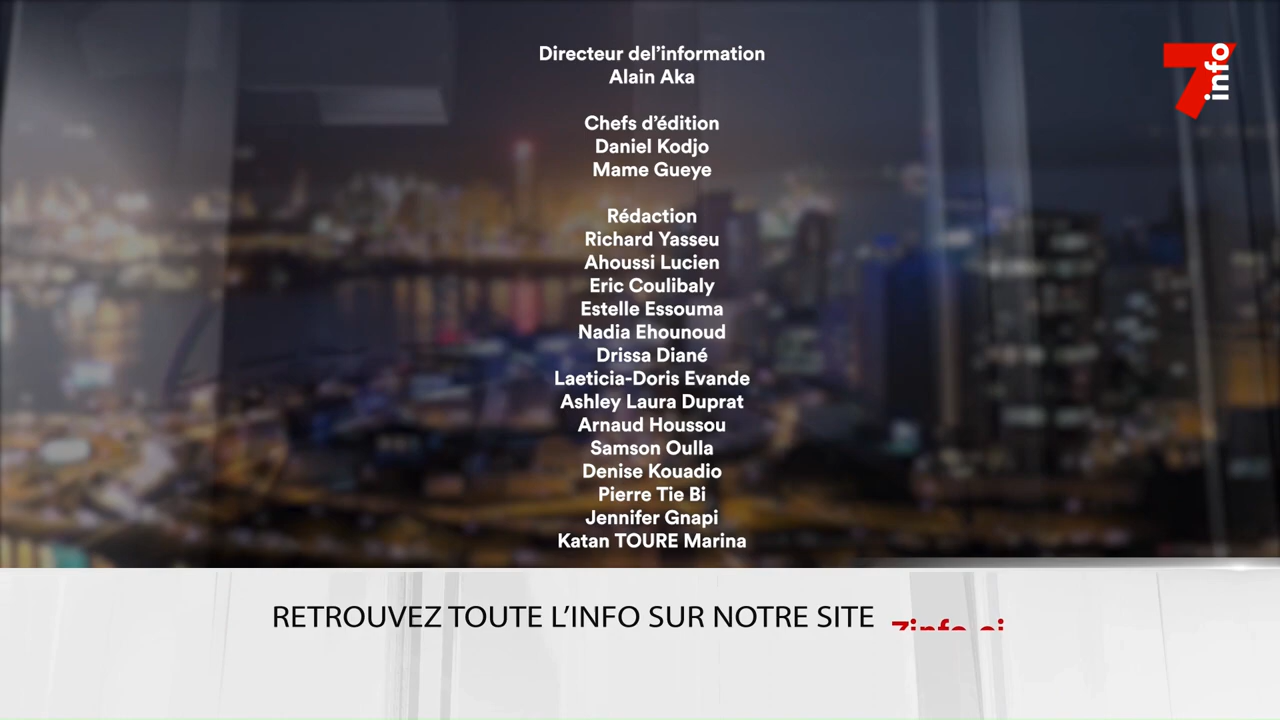 Directeur del’information
Alain Aka
Chefs d’édition
Daniel Kodjo
Mame Gueye
Rédaction
Richard Yasseu
Ahoussi Lucien
Eric Coulibaly
Estelle Essouma
Nadia Ehounoud
Drissa Diané
Laeticia-Doris Evande
Ashley Laura Duprat
Arnaud Houssou
Samson Oulla
Denise Kouadio
Pierre Tie Bi
Jennifer Gnapi
Katan TOURE Marina
7info
RETROUVEZ TOUTE L’INFO SUR NOTRE SITE